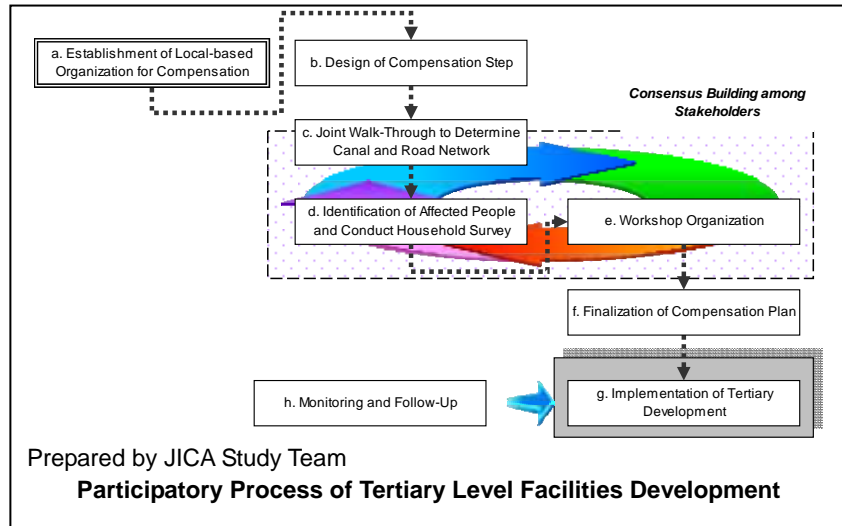 a. Establishment of Local-based
Organization for Compensation
b. Design of Compensation Step
Consensus Building among
Stakeholders
c. Joint Walk-Through to Determine
Canal and Road Network
d. Identification of Affected People
and Conduct Household Survey
e. Workshop Organization
f. Finalization of Compensation Plan
h. Monitoring and Follow-Up
g. Implementation of Tertiary
Development
Prepared by JICA Study Team
Participatory Process of Tertiary Level Facilities Development